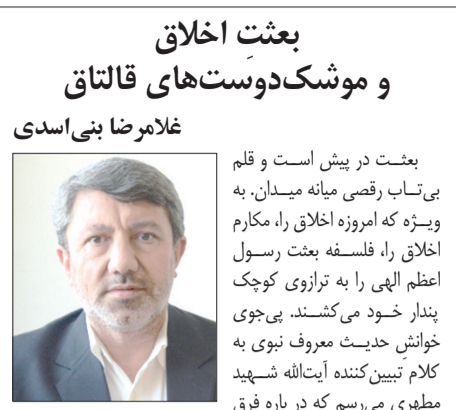 بعثتِ اخلاق
و موشک‌دوست‌های قالتاق
غلامرضا بنی‌اسدی
بعثت در پیش است و قلم
بی‌تاب رقصی میانه میدان. به
ویژه که امروزه اخلاق را، مکارم
اخلاق را، فلسفه بعثت رسول
اعظم الهی را به ترازوی کوچک
پندار خود می‌کشند. پی‌جوی
خوانشِ حدیث معروف نبوی به
کلام تبیین‌کننده آیت‌الله شهید
مطهری می‌رسم که در باره فرق